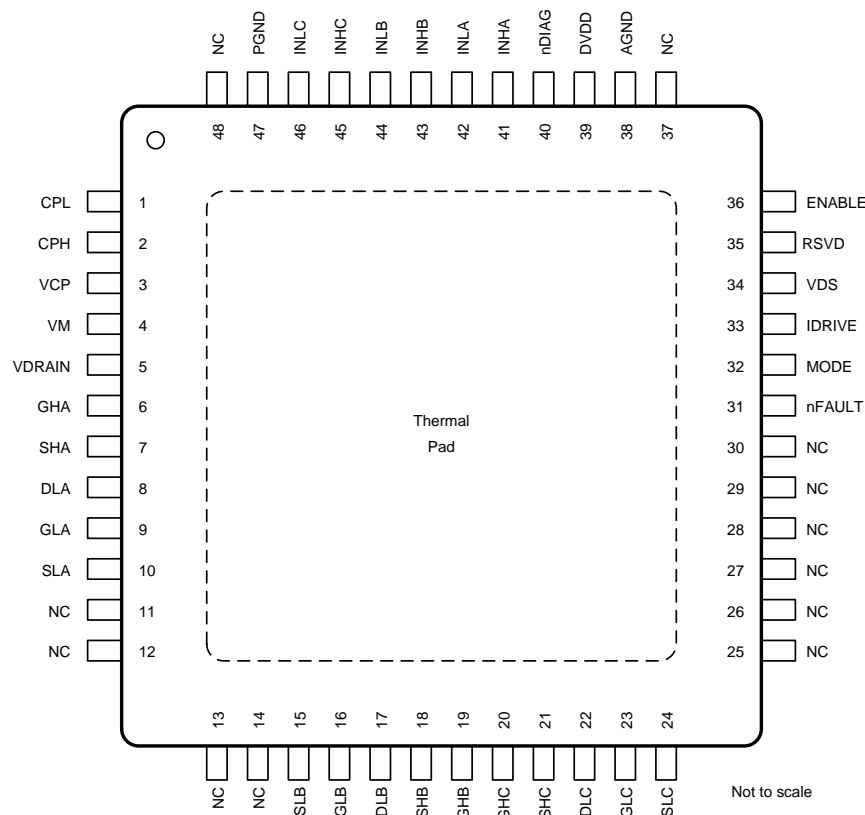 NC PGND INLC INHC INLB INHB INLA INHA nDIAG DVDD AGND NC
48 47 46 45 44 43 42 41 40 39 38 37
CPL 1 36 ENABLE
CPH 2 35 RSVD
VCP 3 34 VDS
VM 4 33 IDRIVE
VDRAIN 5 32 MODE
GHA 6 31 nFAULT
Thermal
Pad
SHA 7 30 NC
DLA 8 29 NC
GLA 9 28 NC
SLA 10 27 NC
NC 11 26 NC
NC 12 25 NC
13 14 15 16 17 18 19 20 21 22 23 24
NC NC SLB GLB DLB SHB GHB GHC SHC DLC GLC SLC
Not to scale